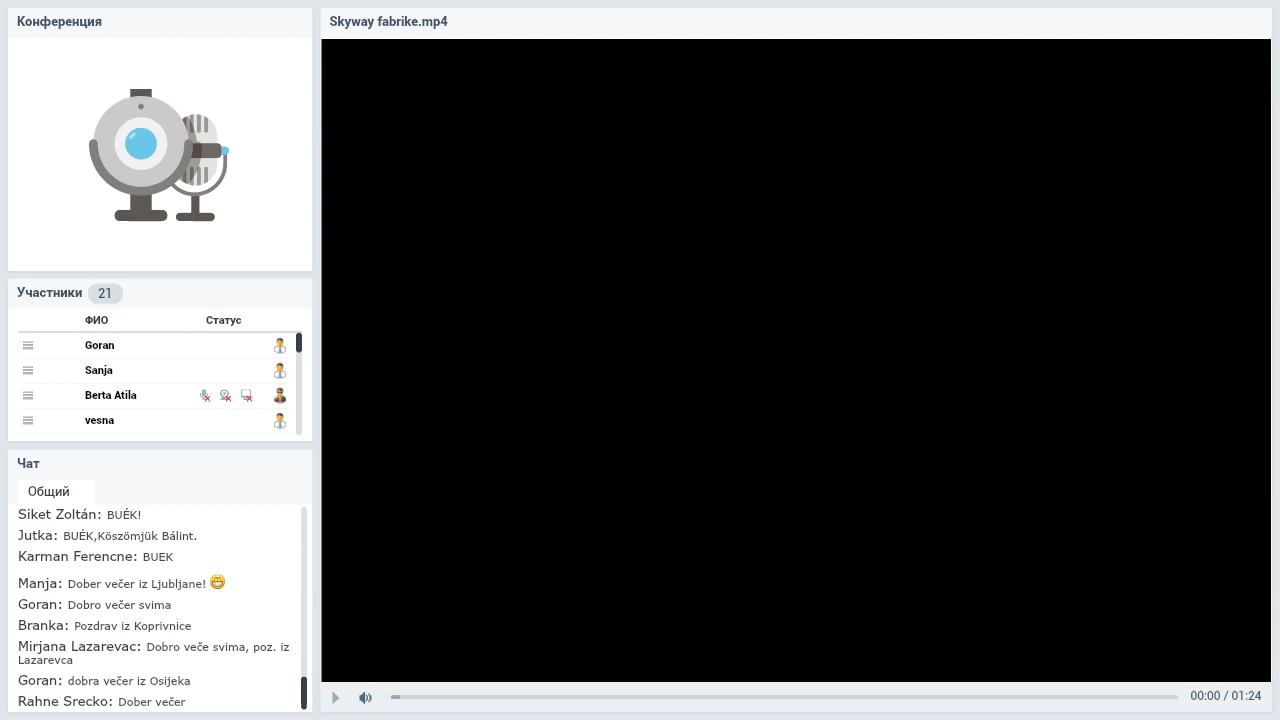 Конференция
Skyway fabrike.mp4
Участники 21
ФИО Статус
Goran
Sanja
Berta Atila
vesna
Чат
Общий
Siket Zoltán: BUÉK!
Jutka: BUÉK,Köszömjük Bálint.
Karman Ferencne: BUEK
Manja: Dober večer iz Ljubljane!
Goran: Dobro večer svima
Branka: Pozdrav iz Koprivnice
Mirjana Lazarevac: Dobro veče svima, poz. iz
Lazarevca
Goran: dobra večer iz Osijeka
Rahne Srecko: Dober večer
00:00 / 01:24